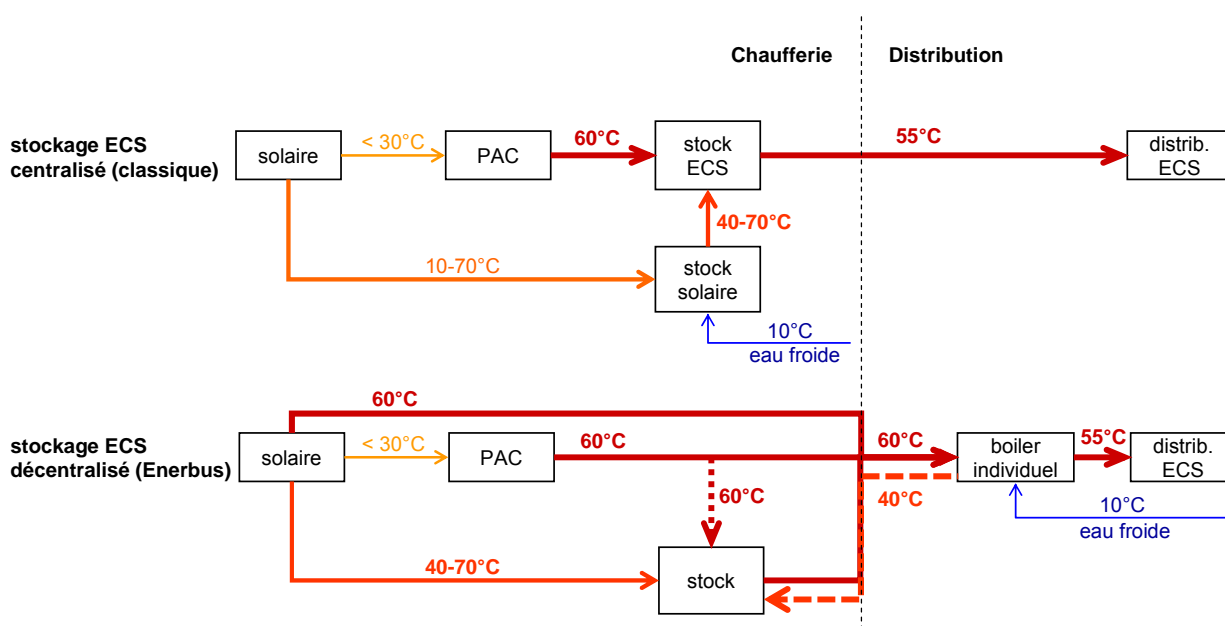 Chaufferie
Distribution
stockage ECS
centralisé (classique)
solaire
< 30°C
PAC
60°C
stock
ECS
55°C
distrib.
ECS
40-70°C
10-70°C
stock
solaire
10°C
eau froide
60°C
stockage ECS
décentralisé (Enerbus)
solaire
< 30°C
PAC
60°C
60°C
boiler
individuel
55°C
distrib.
ECS
60°C
40°C
10°C
eau froide
40-70°C
stock